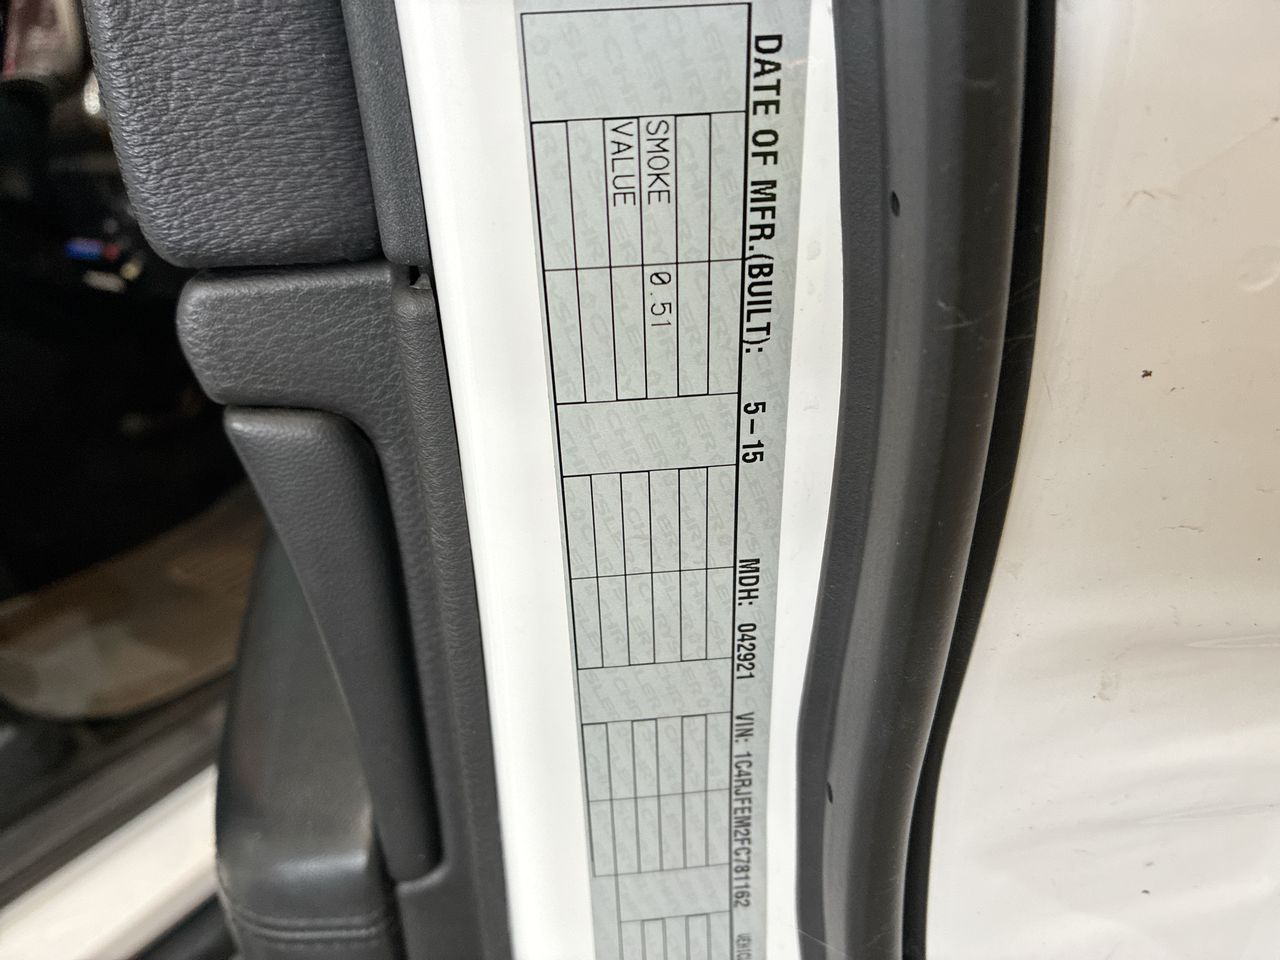 DATE OF MFR.(BUILT): 5-15 MDH: 042921 VIN: 1C4RJFEM2FC781162
SMOKE 0.51
VALUE